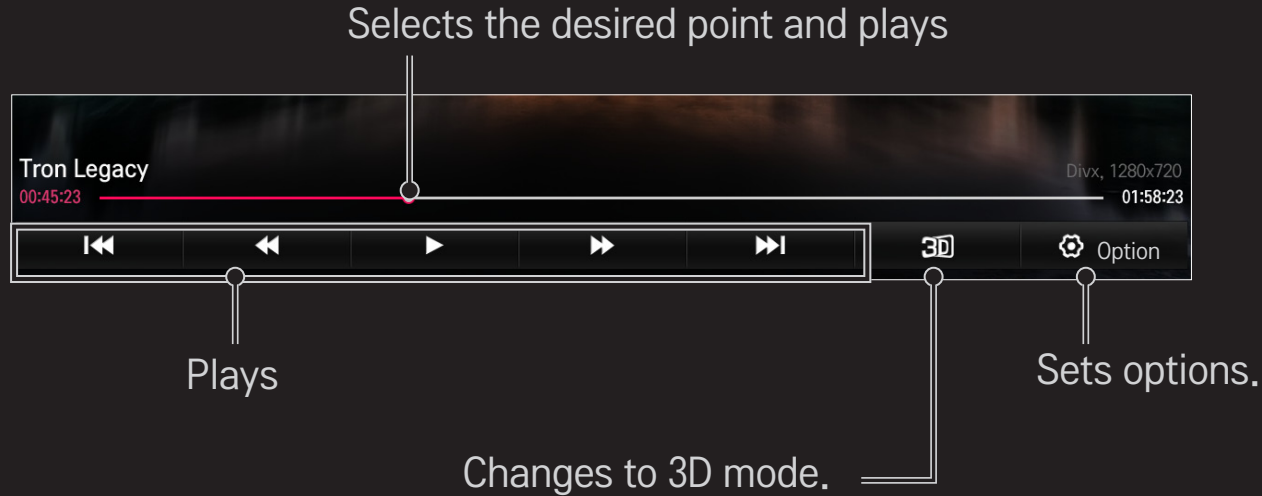 Selects the desired point and plays
Tron Legacy
Divx, 1280x720
00:45:23
01:58:23
3D
Option
Plays
Sets options.
Changes to 3D mode.